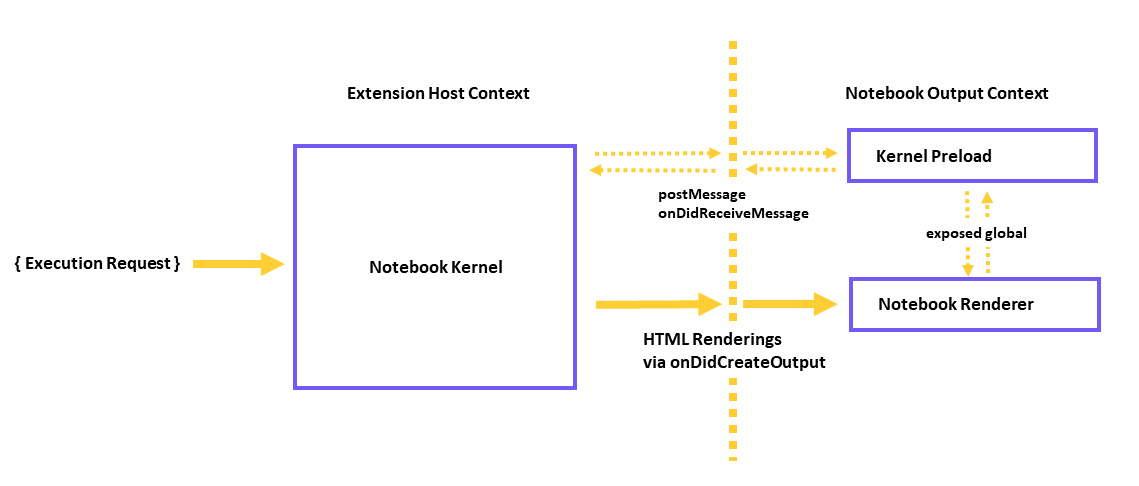 Extension Host Context
Notebook Output Context
Kernel Preload
postMessage
onDidReceiveMessage
exposed global
{ Execution Request }
Notebook Kernel
Notebook Renderer
HTML Renderings
via onDidCreateOutput